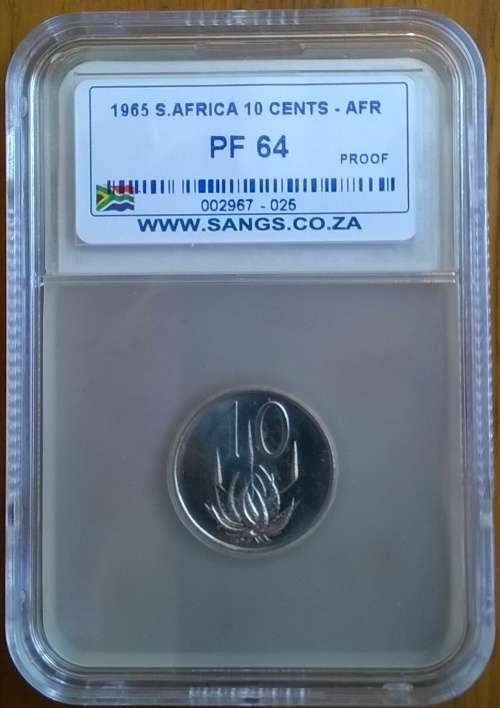 1965 S.AFRICA 10 CENTS - AFR
PF 64
PROOF
002967 - 025
WWW.SANGS.CO.ZA
10